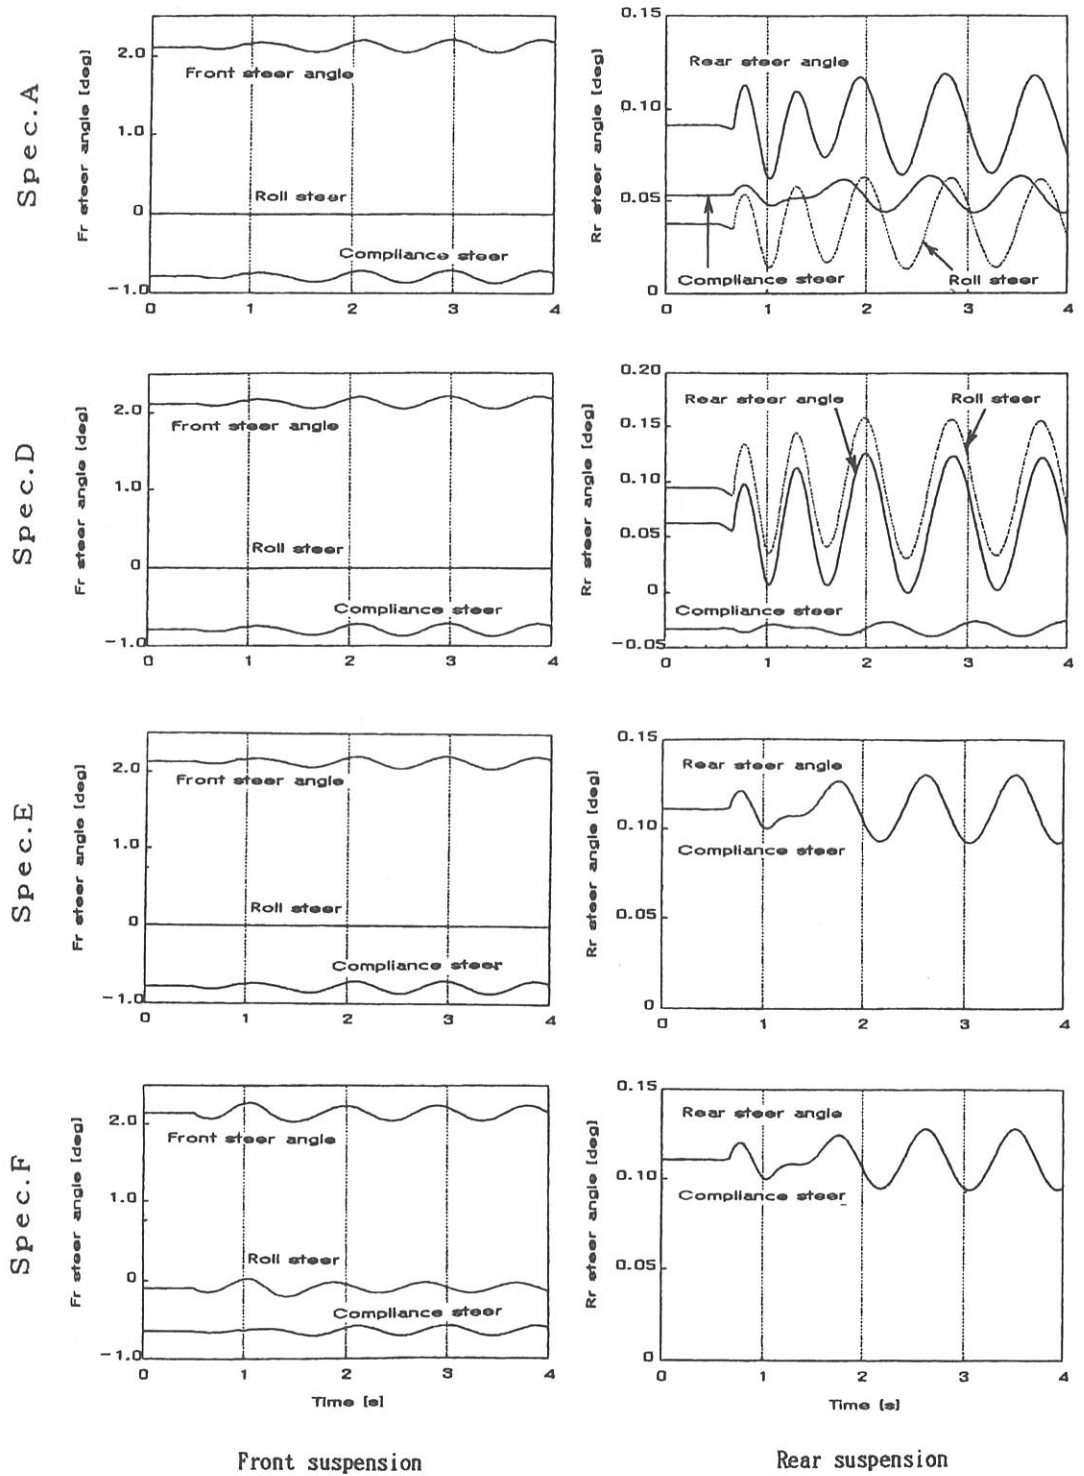 Spec.A
Fr steer angle [deg]
2.0
1.0
0
-1.0
Front steer angle
Roll steer
Compliance steer
0 1 2 3 4
Rr steer angle [deg]
0.15
0.10
0.05
0
Rear steer angle
Compliance steer
Roll steer
0 1 2 3 4
Spec.D
Fr steer angle [deg]
2.0
1.0
0
-1.0
Front steer angle
Roll steer
Compliance steer
0 1 2 3 4
Rr steer angle [deg]
0.20
0.15
0.10
0.05
0
-0.05
Rear steer angle
Roll steer
Compliance steer
0 1 2 3 4
Spec.E
Fr steer angle [deg]
2.0
1.0
0
-1.0
Front steer angle
Roll steer
Compliance steer
0 1 2 3 4
Rr steer angle [deg]
0.15
0.10
0.05
0
Rear steer angle
Compliance steer
0 1 2 3 4
Spec.F
Fr steer angle [deg]
2.0
1.0
0
-1.0
Front steer angle
Roll steer
Compliance steer
0 1 2 3 4
Time [s]
Rr steer angle [deg]
0.15
0.10
0.05
0
Rear steer angle
Compliance steer
0 1 2 3 4
Time [s]
Front suspension
Rear suspension